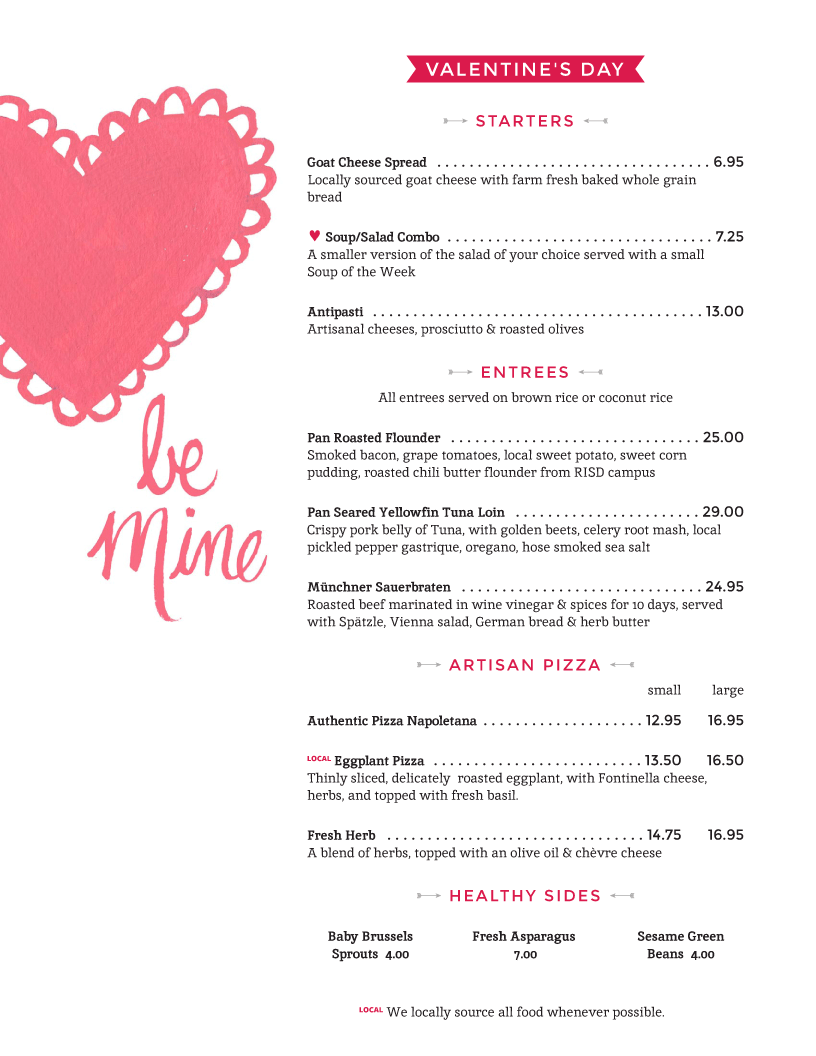 VALENTINE'S DAY
STARTERS
Goat Cheese Spread . . . . . . . . . . . . . . . . . . . . . . . . . . . . . . . . . . 6.95
Locally sourced goat cheese with farm fresh baked whole grain
bread
♥ Soup/Salad Combo . . . . . . . . . . . . . . . . . . . . . . . . . . . . . . . . . 7.25
A smaller version of the salad of your choice served with a small
Soup of the Week
Antipasti . . . . . . . . . . . . . . . . . . . . . . . . . . . . . . . . . . . . . . . . . 13.00
Artisanal cheeses, prosciutto & roasted olives
ENTREES
All entrees served on brown rice or coconut rice
Pan Roasted Flounder . . . . . . . . . . . . . . . . . . . . . . . . . . . . . . . 25.00
Smoked bacon, grape tomatoes, local sweet potato, sweet corn
pudding, roasted chili butter flounder from RISD campus
be
mine
Pan Seared Yellowfin Tuna Loin . . . . . . . . . . . . . . . . . . . . . . . 29.00
Crispy pork belly of Tuna, with golden beets, celery root mash, local
pickled pepper gastrique, oregano, hose smoked sea salt
Münchner Sauerbraten . . . . . . . . . . . . . . . . . . . . . . . . . . . . . . 24.95
Roasted beef marinated in wine vinegar & spices for 10 days, served
with Spätzle, Vienna salad, German bread & herb butter
ARTISAN PIZZA
small large
Authentic Pizza Napoletana . . . . . . . . . . . . . . . . . . . . 12.95 16.95
LOCAL Eggplant Pizza . . . . . . . . . . . . . . . . . . . . . . . . . . 13.50 16.50
Thinly sliced, delicately roasted eggplant, with Fontinella cheese,
herbs, and topped with fresh basil.
Fresh Herb . . . . . . . . . . . . . . . . . . . . . . . . . . . . . . . . 14.75 16.95
A blend of herbs, topped with an olive oil & chèvre cheese
HEALTHY SIDES
Baby Brussels
Sprouts 4.00
Fresh Asparagus
7.00
Sesame Green
Beans 4.00
LOCAL We locally source all food whenever possible.